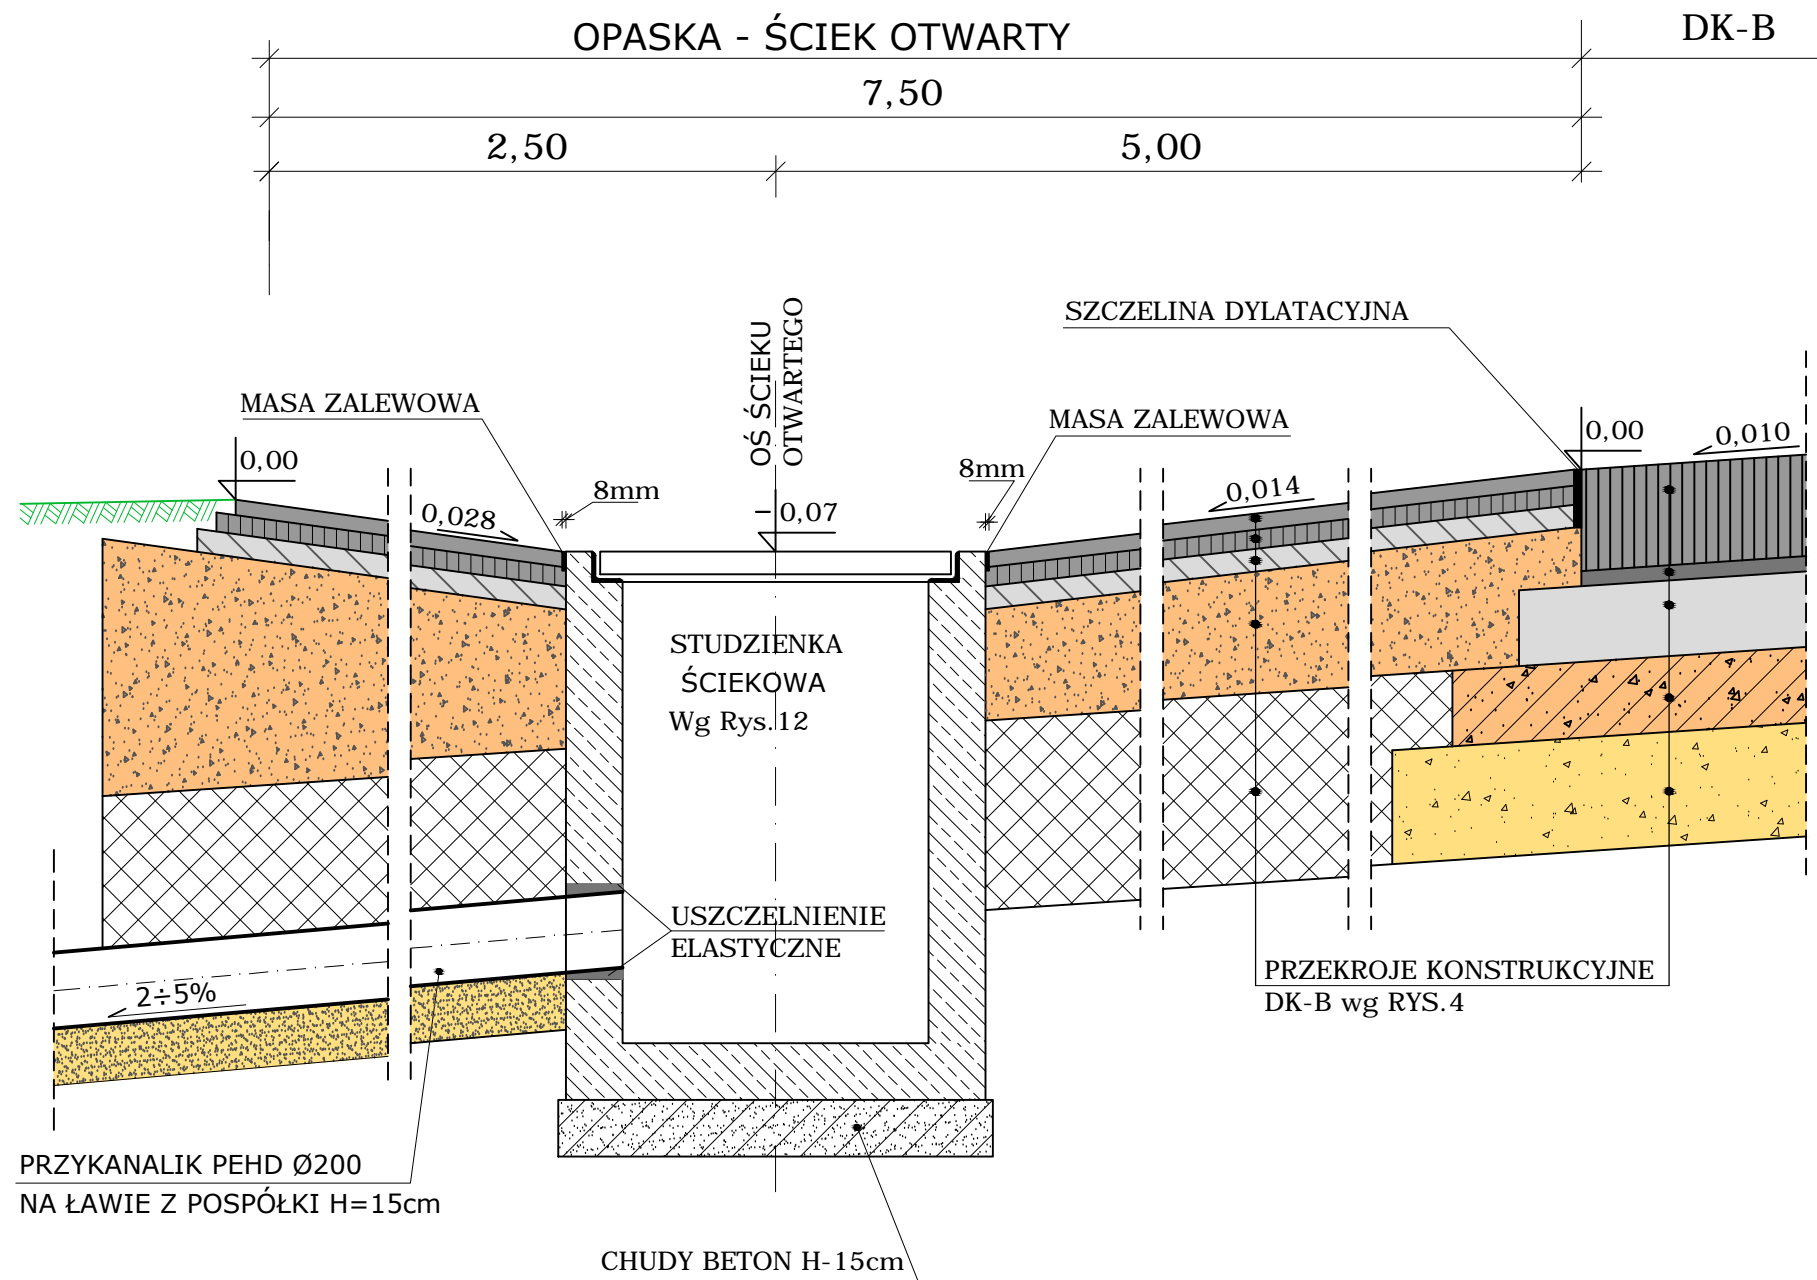 OPASKA - ŚCIEK OTWARTY
DK-B
7,50
2,50
5,00
OŚ ŚCIEKU
OTWARTEGO
SZCZELINA DYLATACYJNA
MASA ZALEWOWA
MASA ZALEWOWA
0,00
0,010
0,00
8mm
8mm
0,028
-0,07
0,014
STUDZIENKA
ŚCIEKOWA
Wg Rys.12
USZCZELNIENIE
ELASTYCZNE
PRZEKROJE KONSTRUKCYJNE
DK-B wg RYS.4
2÷5%
PRZYKANALIK PEHD Ø200
NA ŁAWIE Z POSPÓŁKI H=15cm
CHUDY BETON H-15cm